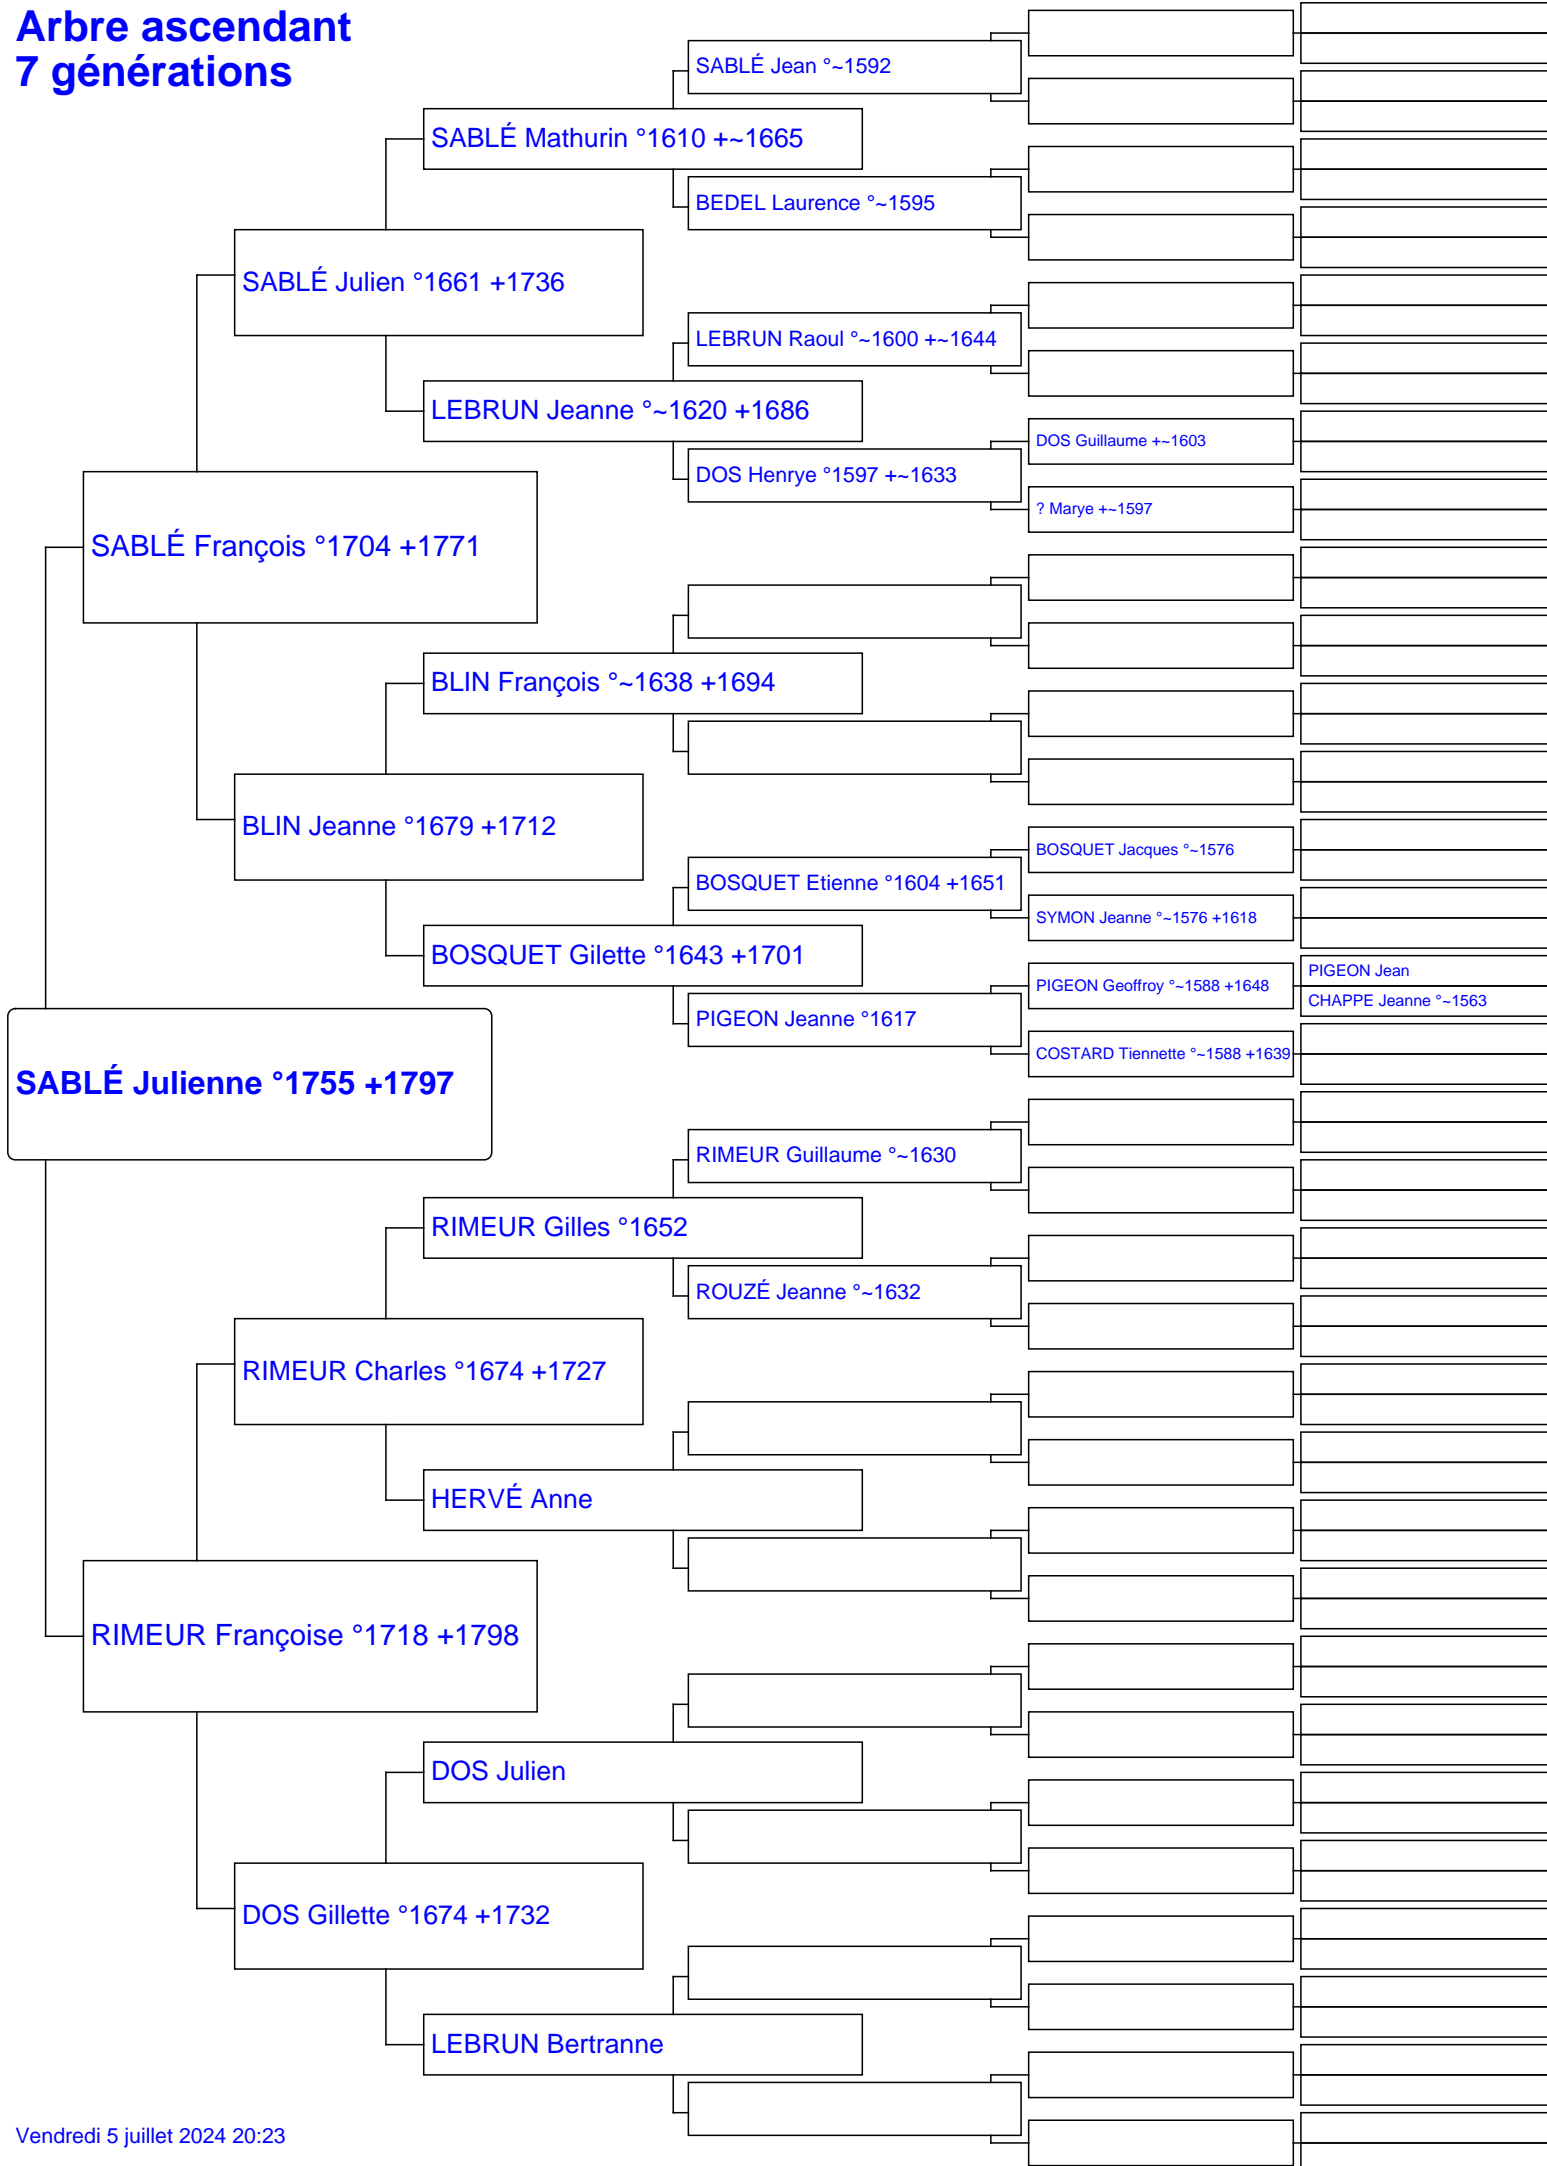 Arbre ascendant
7 générations
SABLÉ Jean °~1592
SABLÉ Mathurin °1610 +~1665
BEDEL Laurence °~1595
SABLÉ Julien °1661 +1736
LEBRUN Raoul °~1600 +~1644
LEBRUN Jeanne °~1620 +1686
DOS Guillaume +~1603
DOS Henrye °1597 +~1633
? Marye +~1597
SABLÉ François °1704 +1771
BLIN François °~1638 +1694
BLIN Jeanne °1679 +1712
BOSQUET Jacques °~1576
BOSQUET Etienne °1604 +1651
SYMON Jeanne °~1576 +1618
BOSQUET Gilette °1643 +1701
PIGEON Jean
PIGEON Geoffroy °~1588 +1648
CHAPPE Jeanne °~1563
PIGEON Jeanne °1617
COSTARD Tiennette °~1588 +1639
SABLÉ Julienne °1755 +1797
RIMEUR Guillaume °~1630
RIMEUR Gilles °1652
ROUZÉ Jeanne °~1632
RIMEUR Charles °1674 +1727
HERVÉ Anne
RIMEUR Françoise °1718 +1798
DOS Julien
DOS Gillette °1674 +1732
LEBRUN Bertranne
Vendredi 5 juillet 2024 20:23